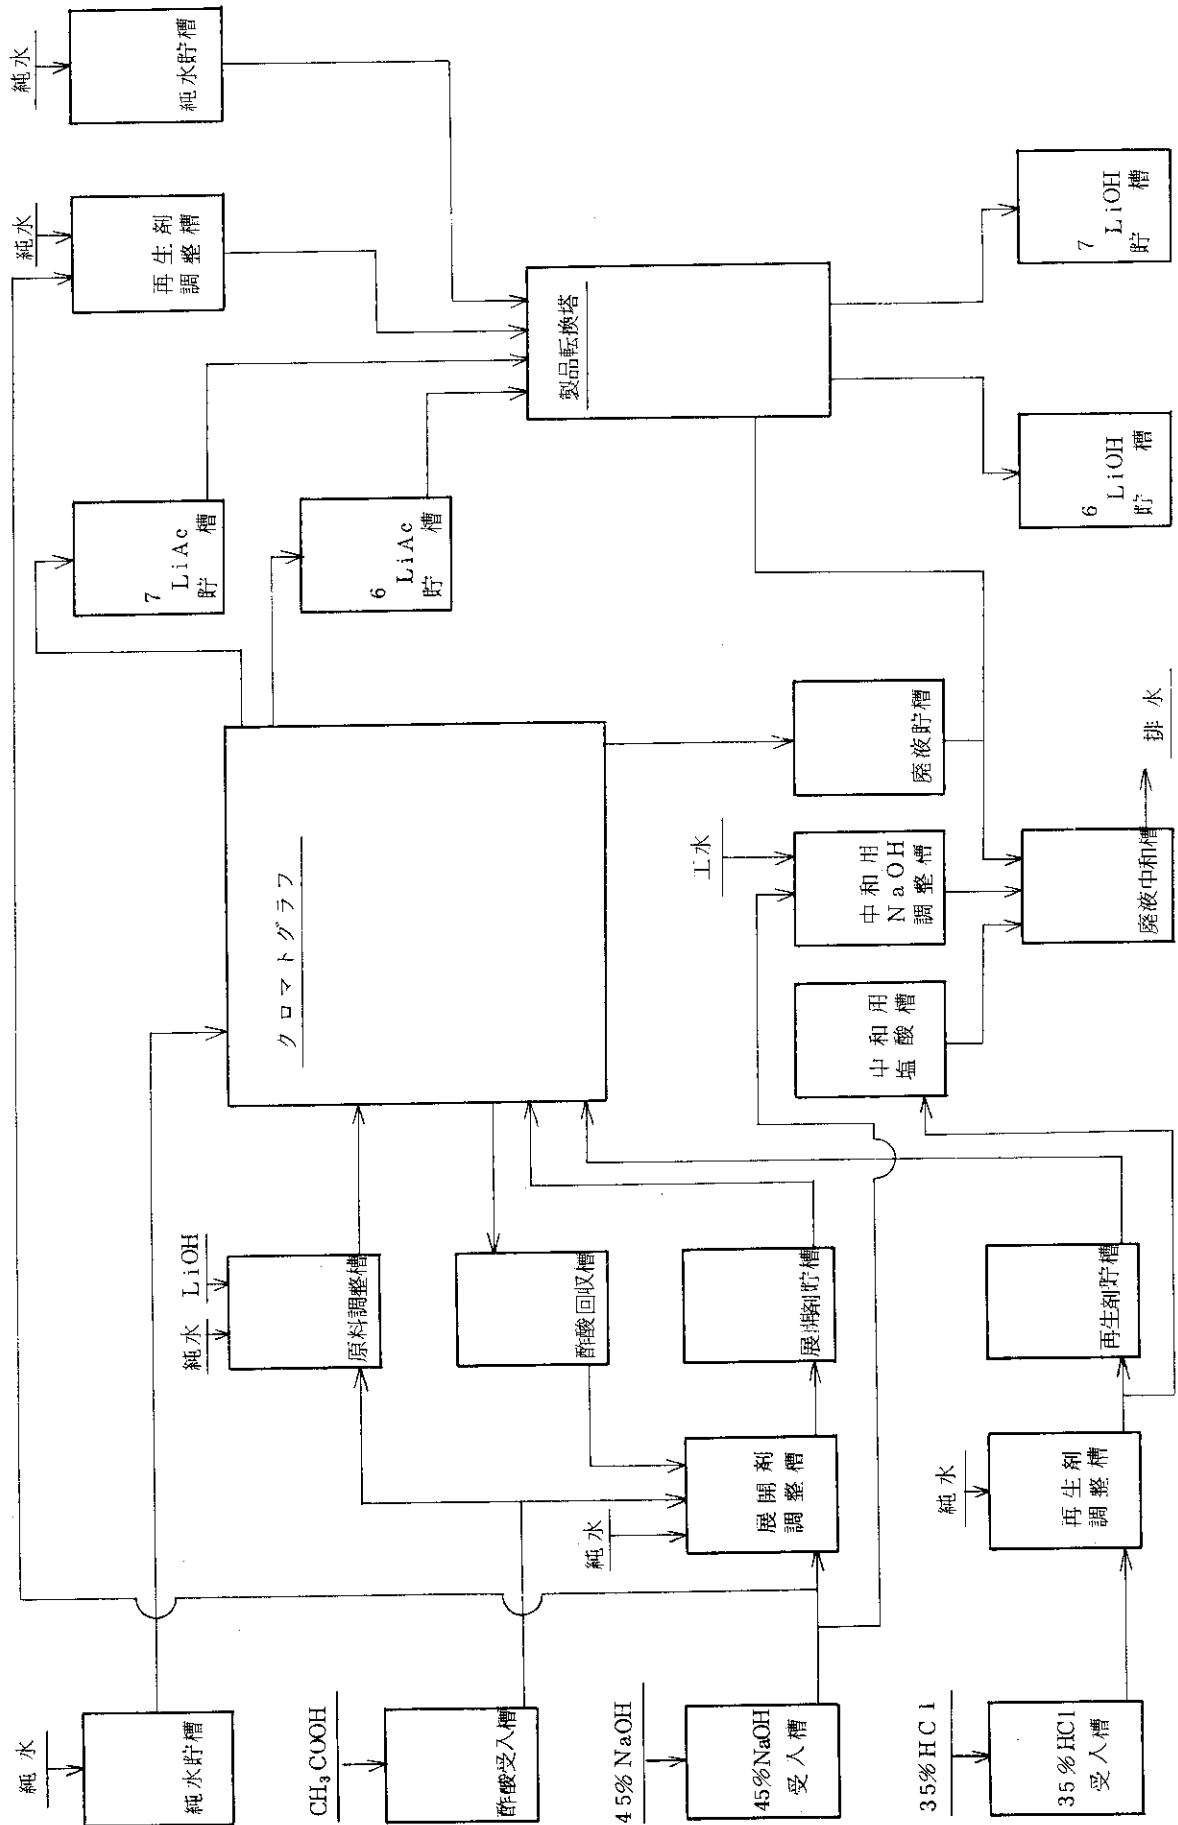 純水
純水貯槽
CH₃COOH
酢酸受入槽
45%NaOH
45%NaOH
受入槽
35%HCl
35%HCl
受入槽
純水
LiOH
原料調整槽
酢酸回収槽
純水
展開剤
調整槽
展開剤貯槽
純水
再生剤
調整槽
再生剤貯槽
クロマトグラフ
中和用
塩酸槽
工水
中和用
NaOH
調整槽
廃液貯槽
廃液中和槽
排水
7
LiAc
貯槽
6
LiAc
貯槽
純水
再生剤
調整槽
純水
純水貯槽
製品転換塔
6
LiOH
貯槽
7
LiOH
貯槽